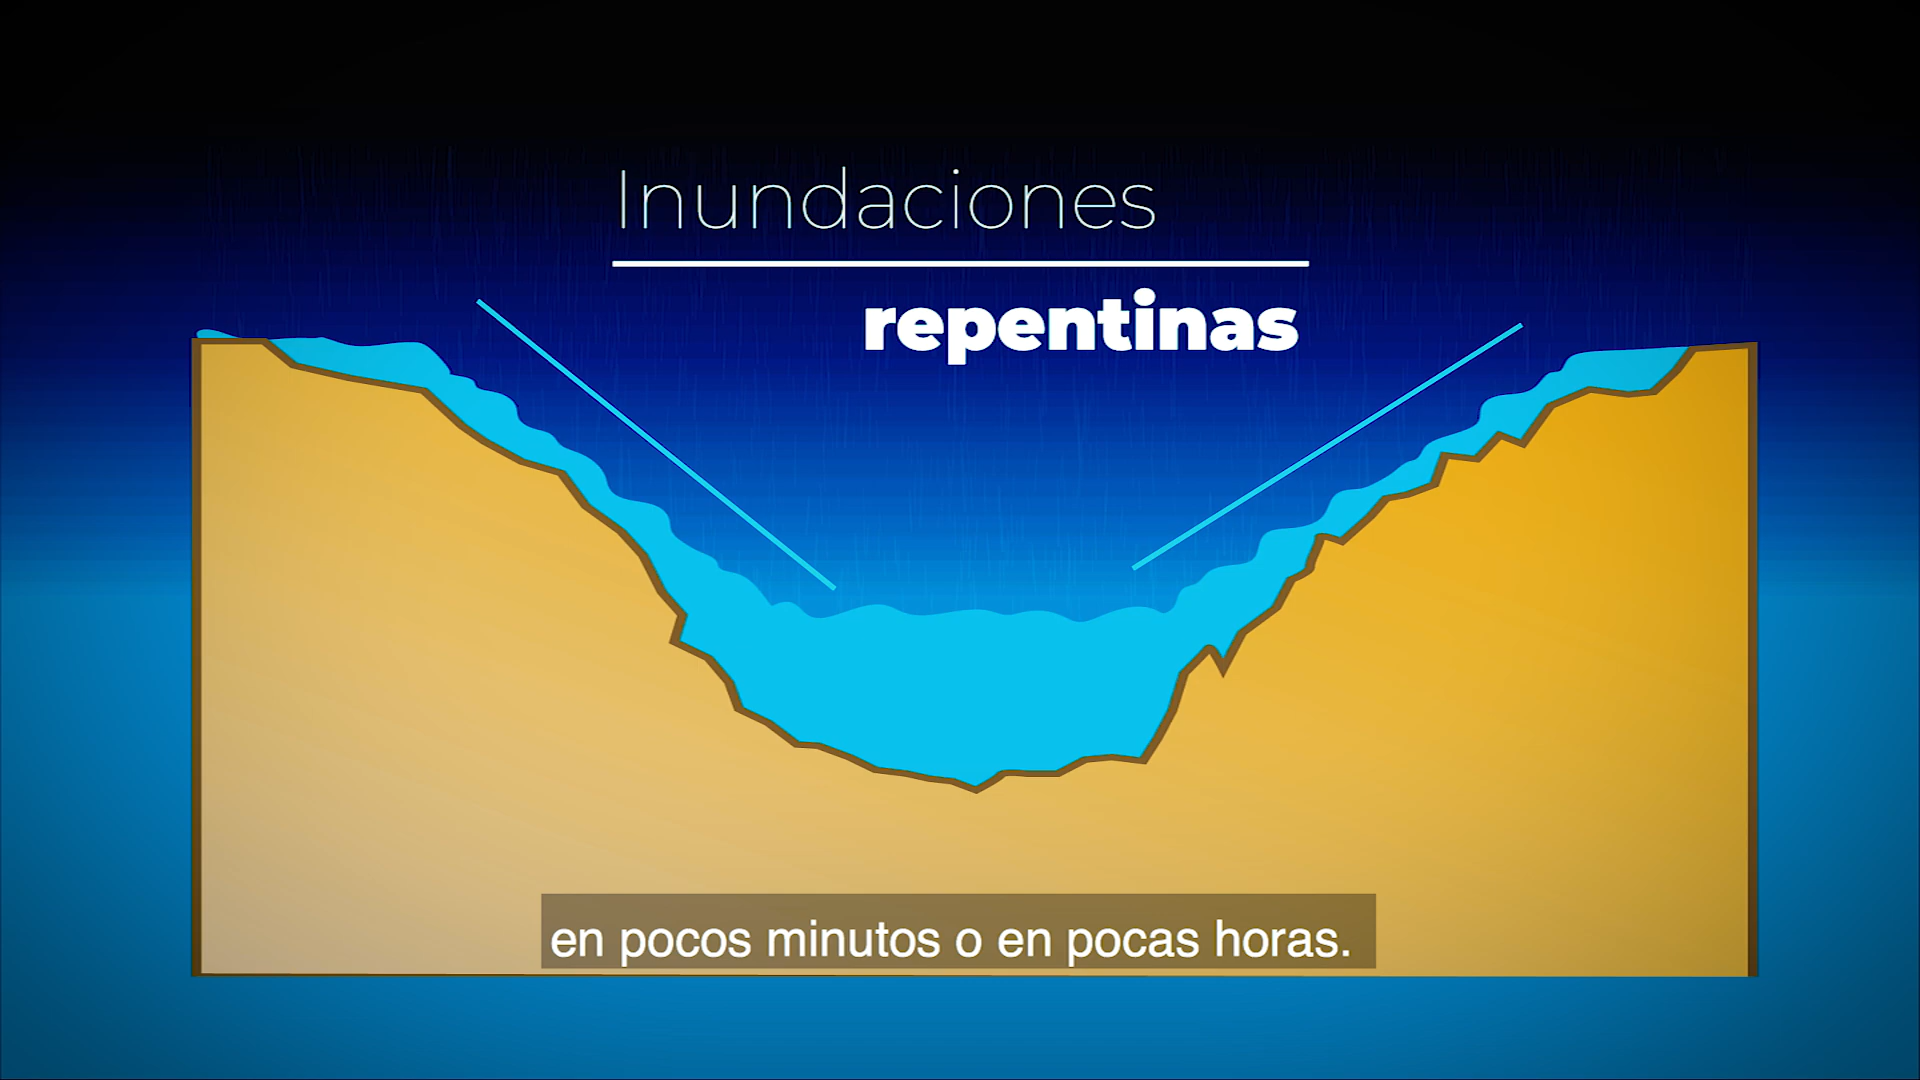 Inundaciones
repentinas
en pocos minutos o en pocas horas.